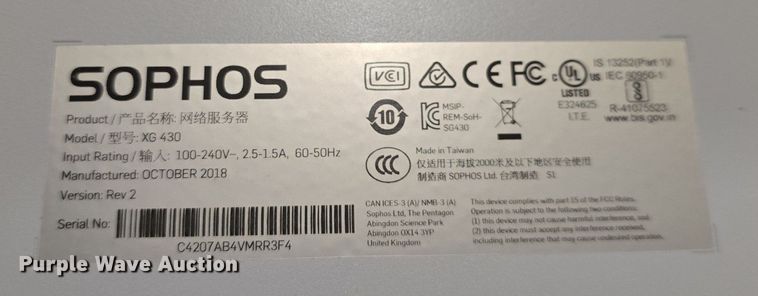 SOPHOS
Product / 产品名称: 网络服务器
Model / 型号: XG 430
Input Rating / 输入: 100-240V~, 2.5-1.5A, 60-50Hz
Manufactured: OCTOBER 2018
Version: Rev 2
Serial No:
C4207AB4VMRR3F4
VCI
FC
c UL us
LISTED
E324625
I.T.E.
IS 13252(Part 1)/
IEC 60950-1
R-41075523
www.bis.gov.in
10
MSIP-
REM-SoH-
SG430
CCC
Made in Taiwan
仅适用于海拔2000米及以下地区安全使用
制造商 SOPHOS Ltd. 台湾制造 S1
CAN ICES-3 (A)/ NMB-3 (A)
Sophos Ltd, The Pentagon
Abingdon Science Park
Abingdon OX14 3YP
United Kingdom
This device complies with part 15 of the FCC Rules.
Operation is subject to the following two conditions:
(1) this device may not cause harmful interference, and
(2) this device must accept any interference received,
including interference that may cause undesired operation.
Purple Wave Auction